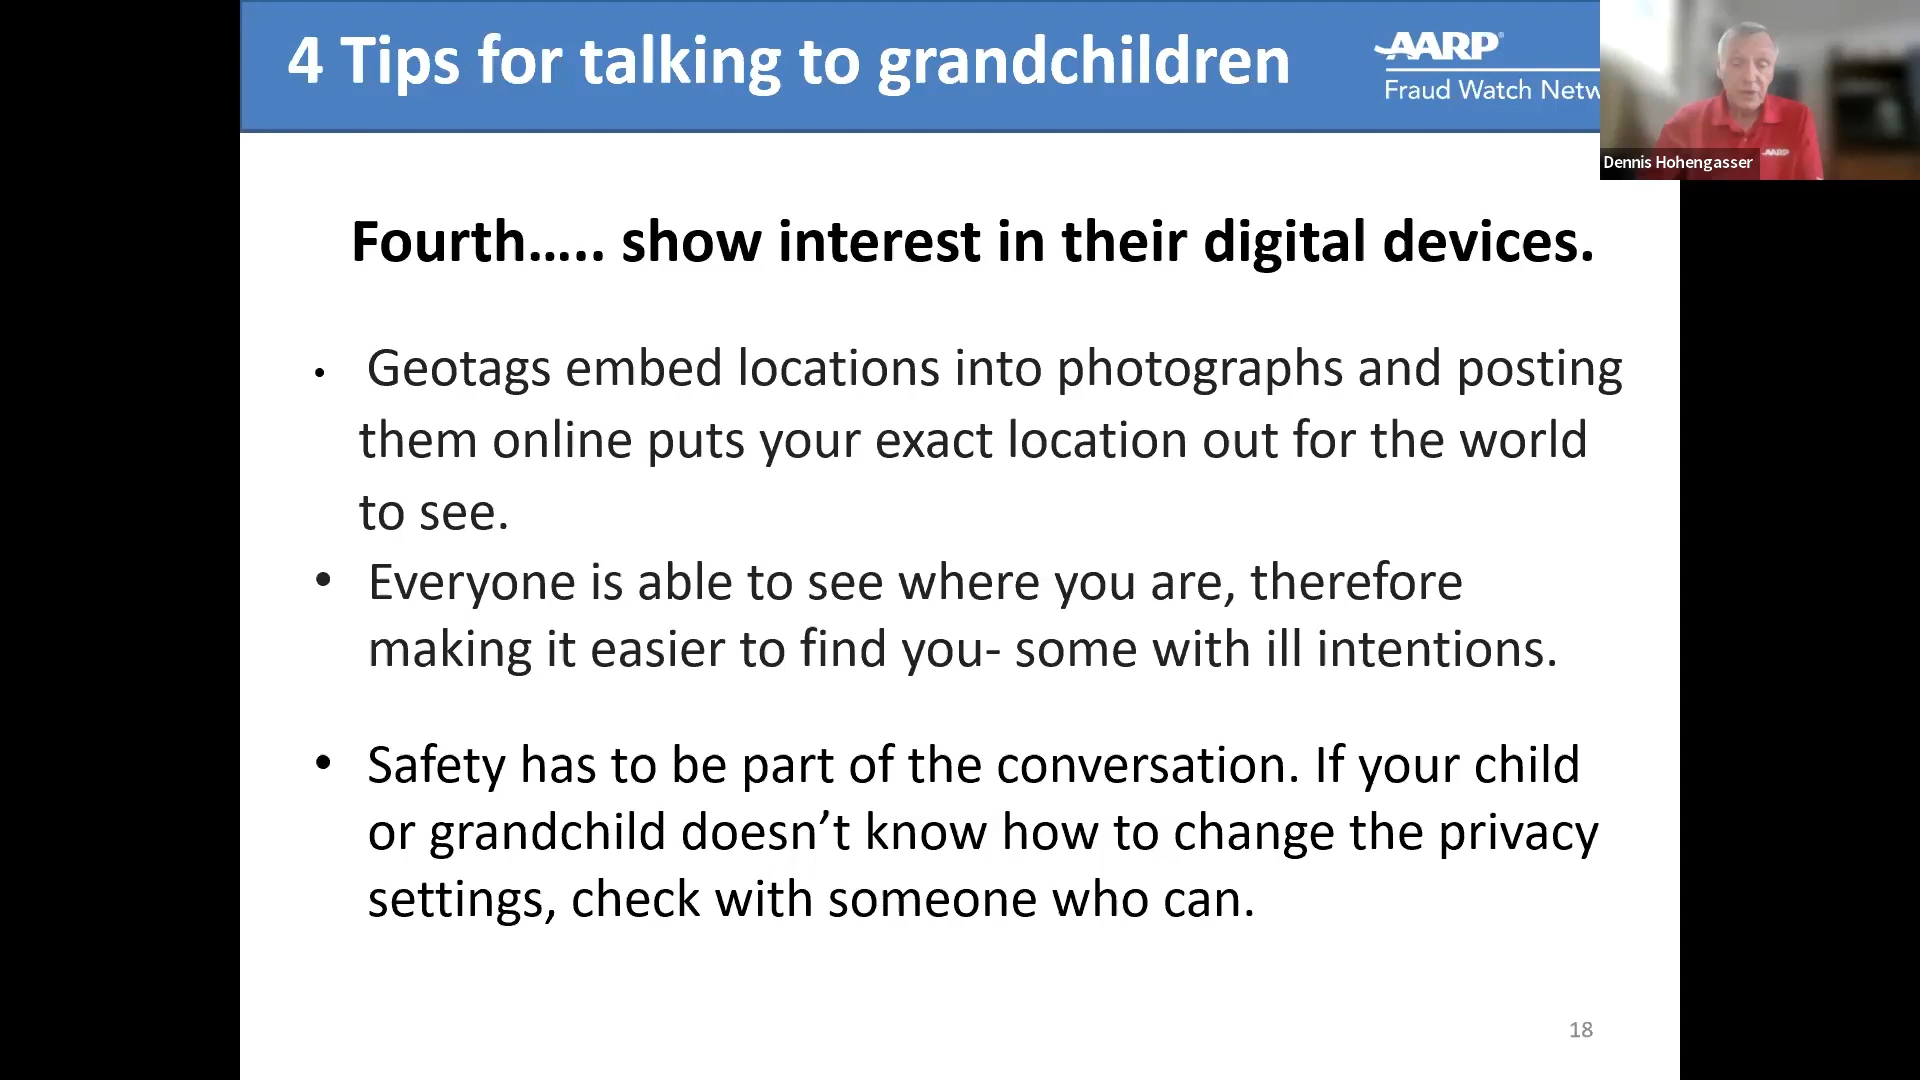 4 Tips for talking to grandchildren
AARP®
Fraud Watch Netw
Dennis Hohengasser
AARP
Fourth….. show interest in their digital devices.
• Geotags embed locations into photographs and posting
them online puts your exact location out for the world
to see.
• Everyone is able to see where you are, therefore
making it easier to find you- some with ill intentions.
• Safety has to be part of the conversation. If your child
or grandchild doesn’t know how to change the privacy
settings, check with someone who can.
18